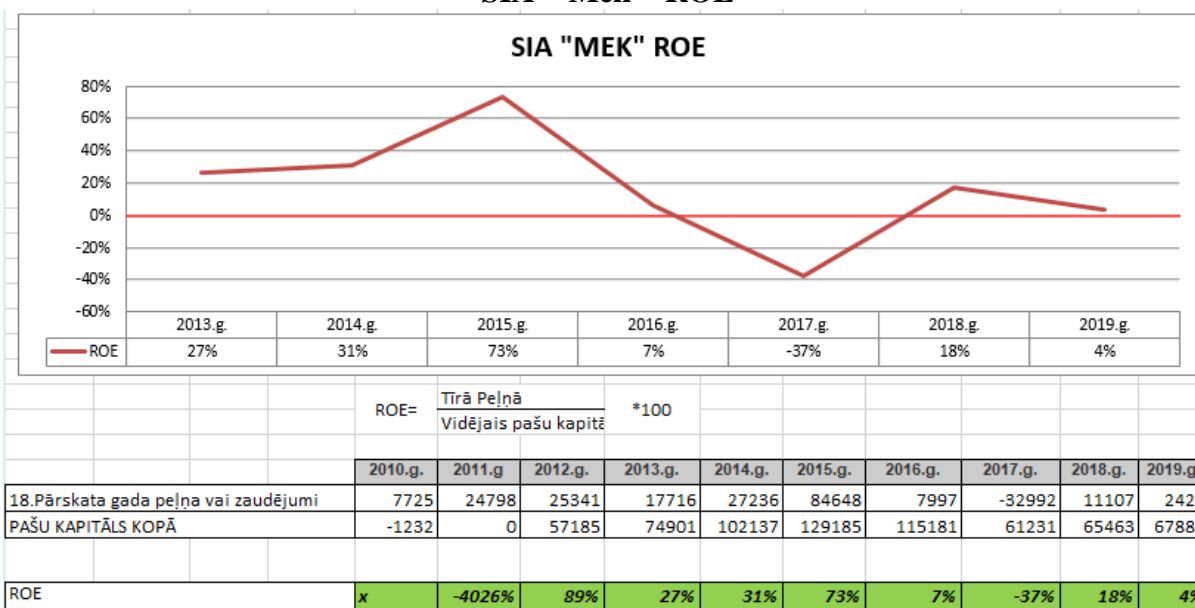 SIA "MEK" ROE
80%
60%
40%
20%
0%
-20%
-40%
-60%
2013.g. 2014.g. 2015.g. 2016.g. 2017.g. 2018.g. 2019.g.
ROE 27% 31% 73% 7% -37% 18% 4%
ROE= Tīrā Peļņā *100
Vidējais pašu kapitā
2010.g. 2011.g 2012.g. 2013.g. 2014.g. 2015.g. 2016.g. 2017.g. 2018.g. 2019.g
18.Pārskata gada peļņa vai zaudējumi 7725 24798 25341 17716 27236 84648 7997 -32992 11107 242
PAŠU KAPITĀLS KOPĀ -1232 0 57185 74901 102137 129185 115181 61231 65463 6788
ROE x -4026% 89% 27% 31% 73% 7% -37% 18% 4%